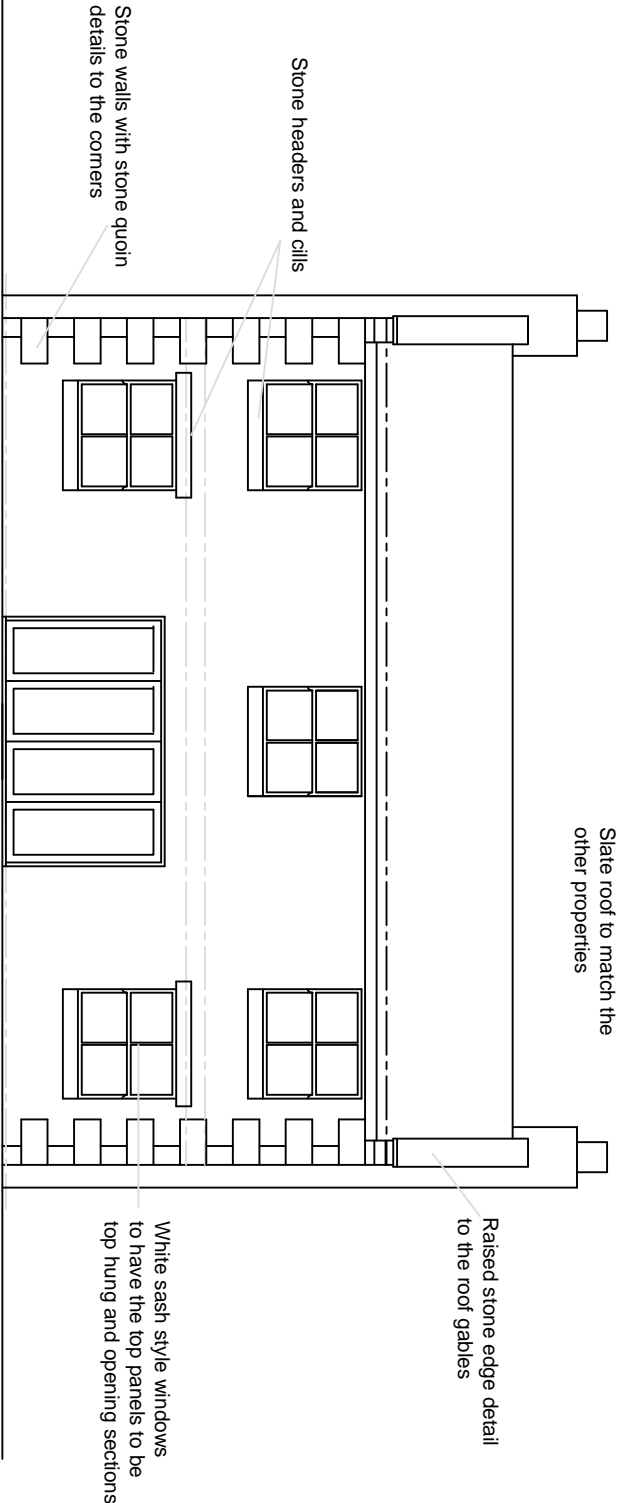 Stone walls with stone quoin
details to the corners
Stone headers and cills
Slate roof to match the
other properties
Raised stone edge detail
to the roof gables
White sash style windows
to have the top panels to be
top hung and opening sections